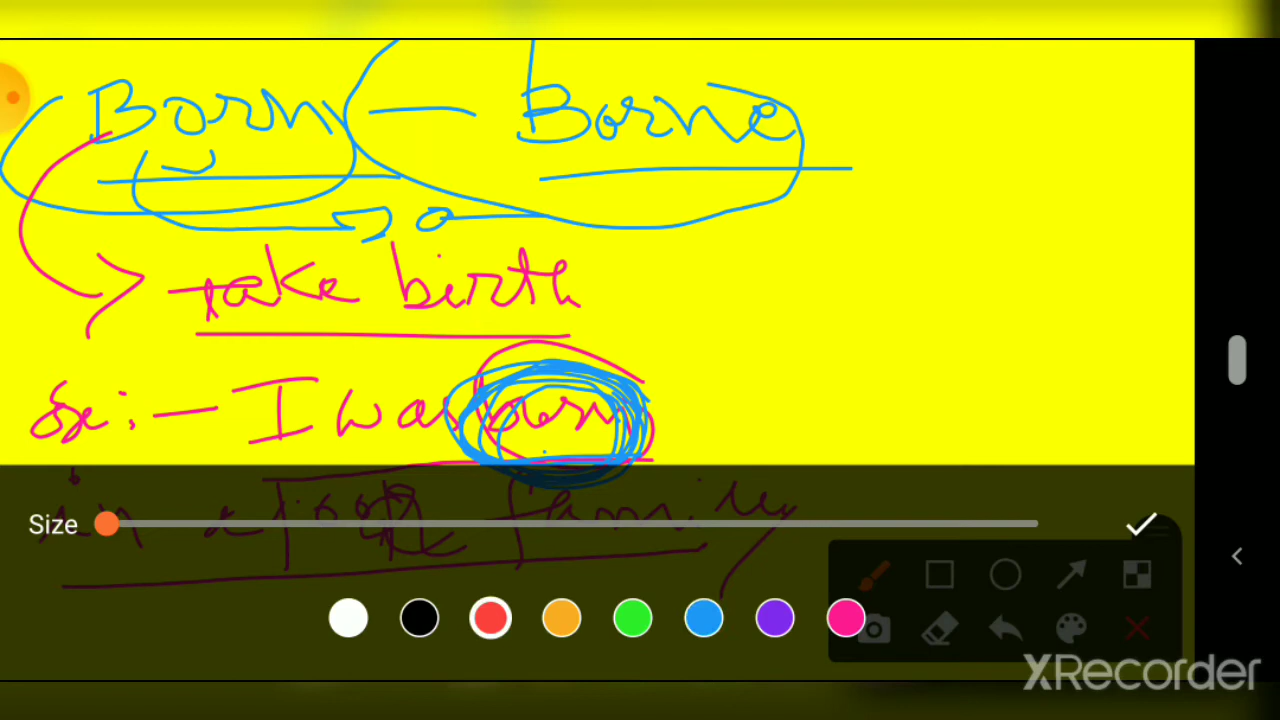 Born - Borne
take birth
Ex:- I was born
in a poor family
Size
XRecorder